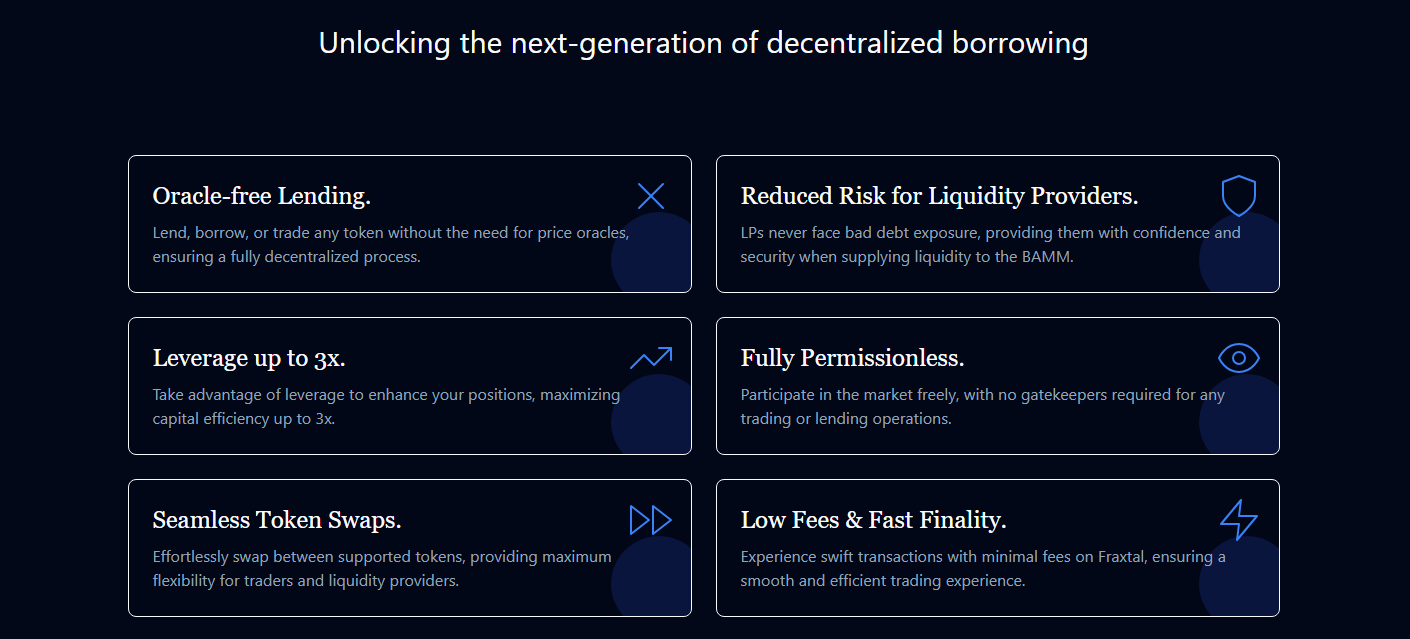 Unlocking the next-generation of decentralized borrowing
Oracle-free Lending.
Lend, borrow, or trade any token without the need for price oracles,
ensuring a fully decentralized process.
Reduced Risk for Liquidity Providers.
LPs never face bad debt exposure, providing them with confidence and
security when supplying liquidity to the BAMM.
Leverage up to 3x.
Take advantage of leverage to enhance your positions, maximizing
capital efficiency up to 3x.
Fully Permissionless.
Participate in the market freely, with no gatekeepers required for any
trading or lending operations.
Seamless Token Swaps.
Effortlessly swap between supported tokens, providing maximum
flexibility for traders and liquidity providers.
Low Fees & Fast Finality.
Experience swift transactions with minimal fees on Fraxtal, ensuring a
smooth and efficient trading experience.